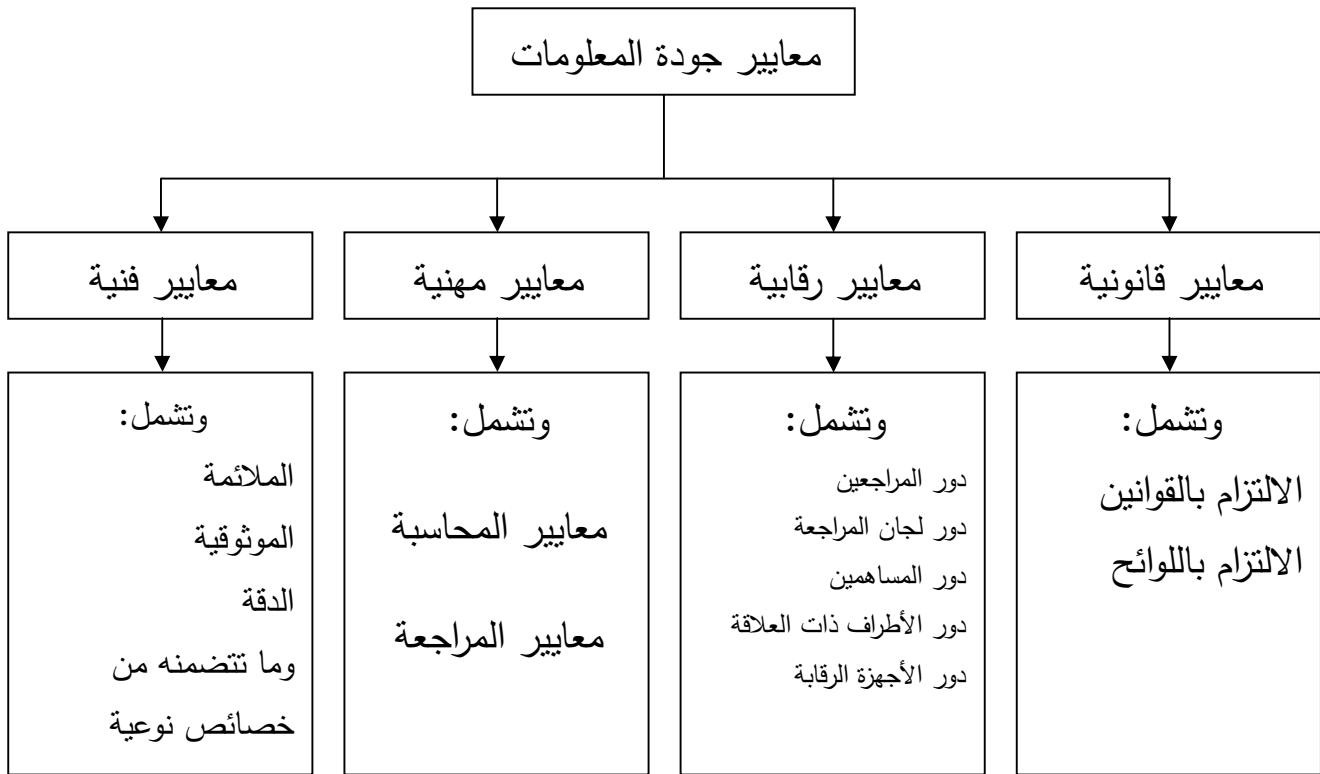 معايير جودة المعلومات
معايير قانونية
معايير رقابية
معايير مهنية
معايير فنية
وتشمل:
الالتزام بالقوانين
الالتزام باللوائح
وتشمل:
دور المراجعين
دور لجان المراجعة
دور المساهمين
دور الأطراف ذات العلاقة
دور الأجهزة الرقابة
وتشمل:
معايير المحاسبة
معايير المراجعة
وتشمل:
الملائمة
الموثوقية
الدقة
وما تتضمنه من
خصائص نوعية